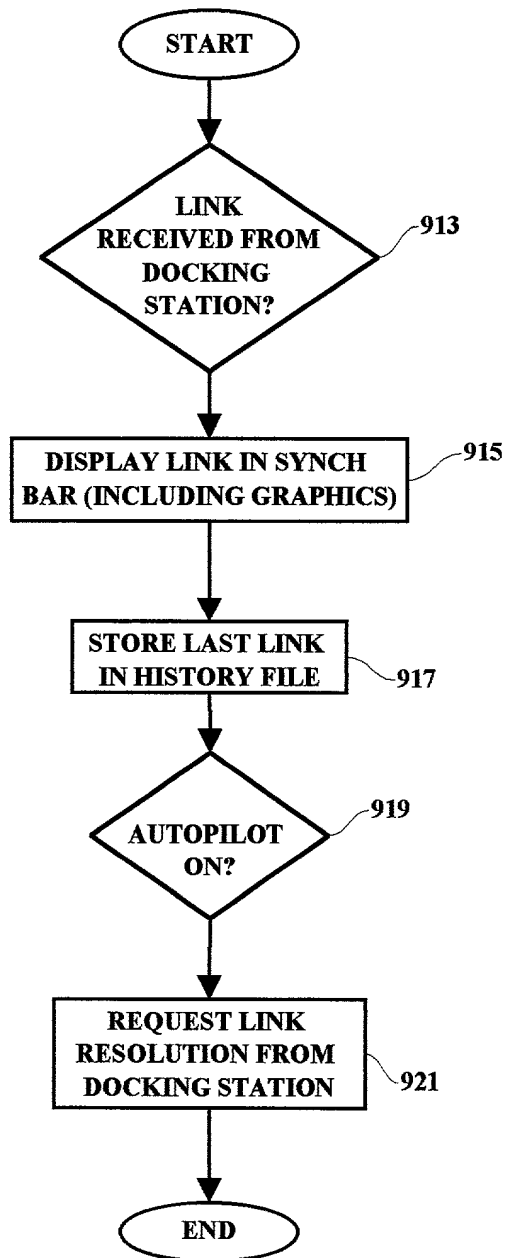 START
LINK
RECEIVED FROM
DOCKING
STATION?
913
DISPLAY LINK IN SYNCH
BAR (INCLUDING GRAPHICS)
915
STORE LAST LINK
IN HISTORY FILE
917
AUTOPILOT
ON?
919
REQUEST LINK
RESOLUTION FROM
DOCKING STATION
921
END